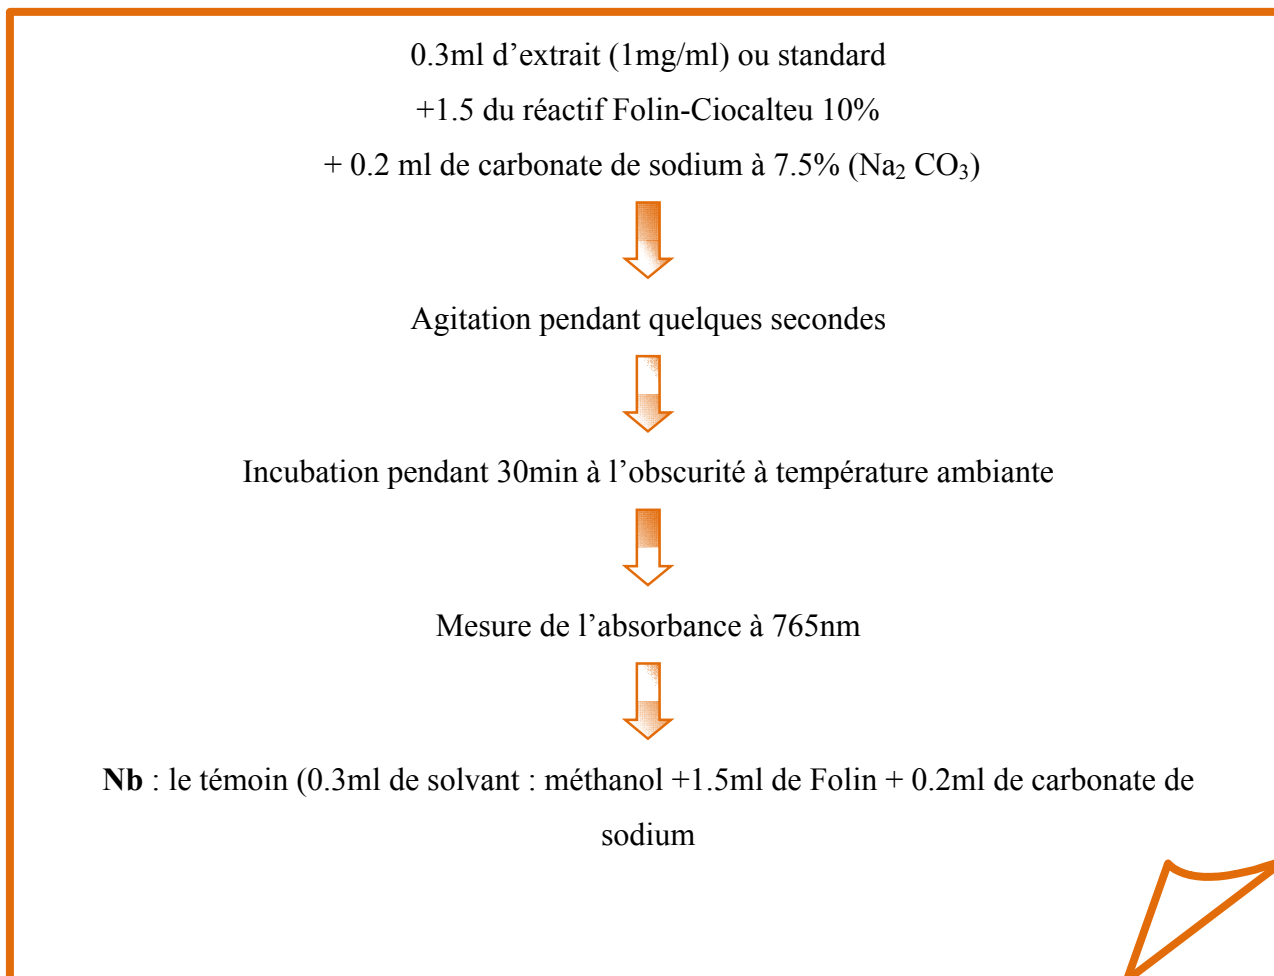 0.3ml d’extrait (1mg/ml) ou standard
+1.5 du réactif Folin-Ciocalteu 10%
+ 0.2 ml de carbonate de sodium à 7.5% (Na₂ CO₃)
Agitation pendant quelques secondes
Incubation pendant 30min à l’obscurité à température ambiante
Mesure de l’absorbance à 765nm
Nb : le témoin (0.3ml de solvant : méthanol +1.5ml de Folin + 0.2ml de carbonate de
sodium